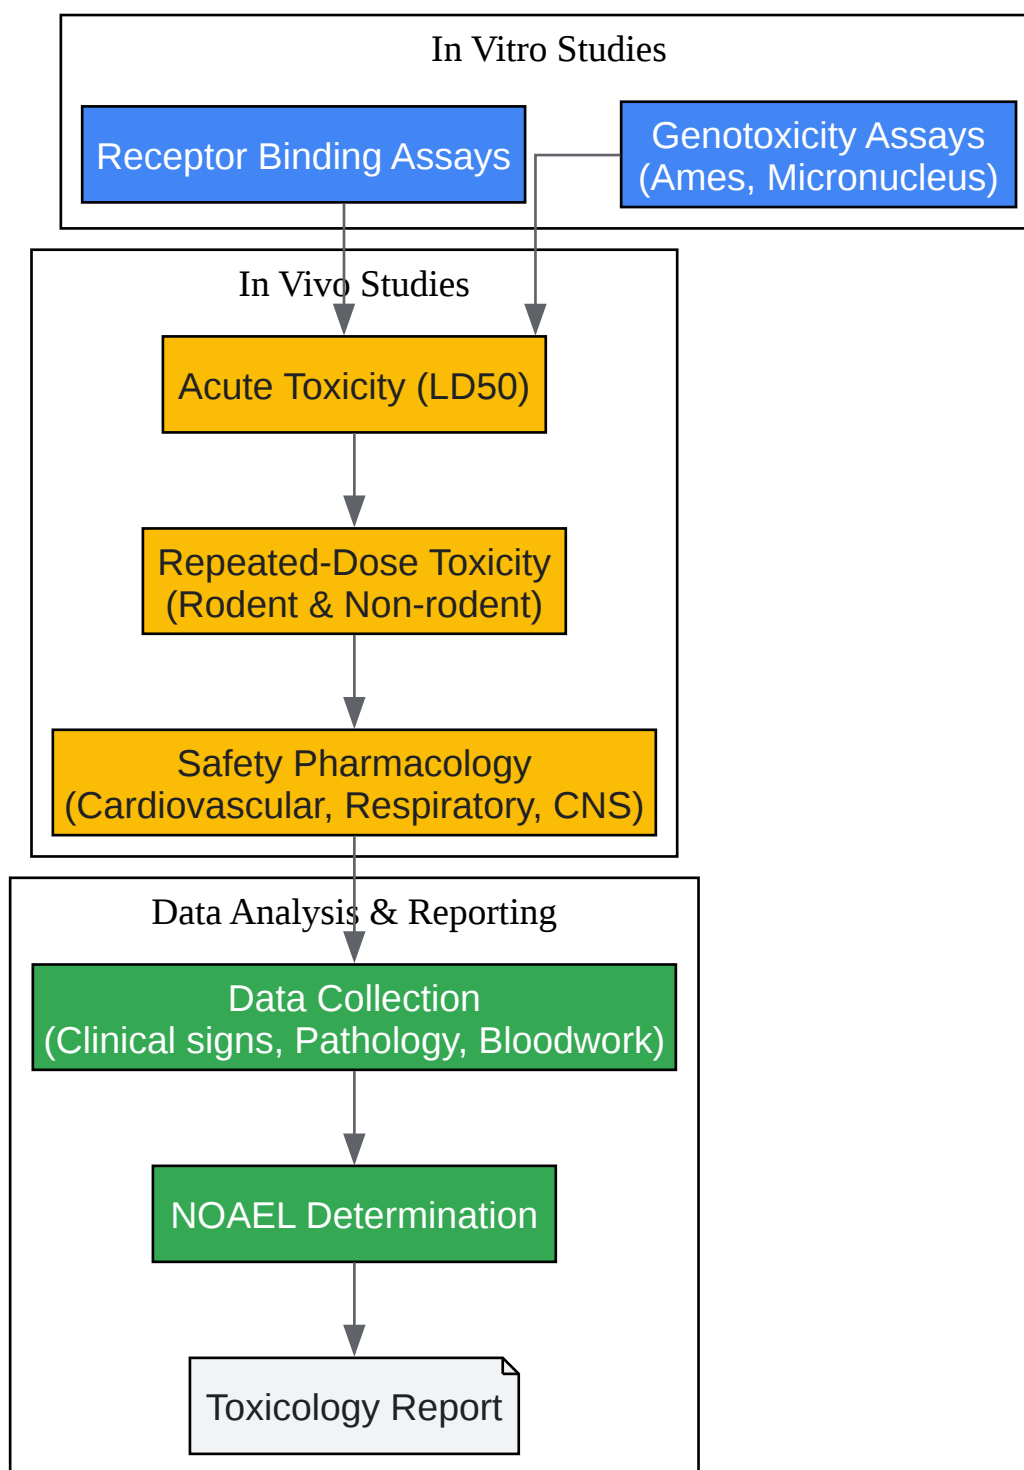 In Vitro Studies
Receptor Binding Assays
Genotoxicity Assays
(Ames, Micronucleus)
In Vivo Studies
Acute Toxicity (LD50)
Repeated-Dose Toxicity
(Rodent & Non-rodent)
Safety Pharmacology
(Cardiovascular, Respiratory, CNS)
Data Analysis & Reporting
Data Collection
(Clinical signs, Pathology, Bloodwork)
NOAEL Determination
Toxicology Report